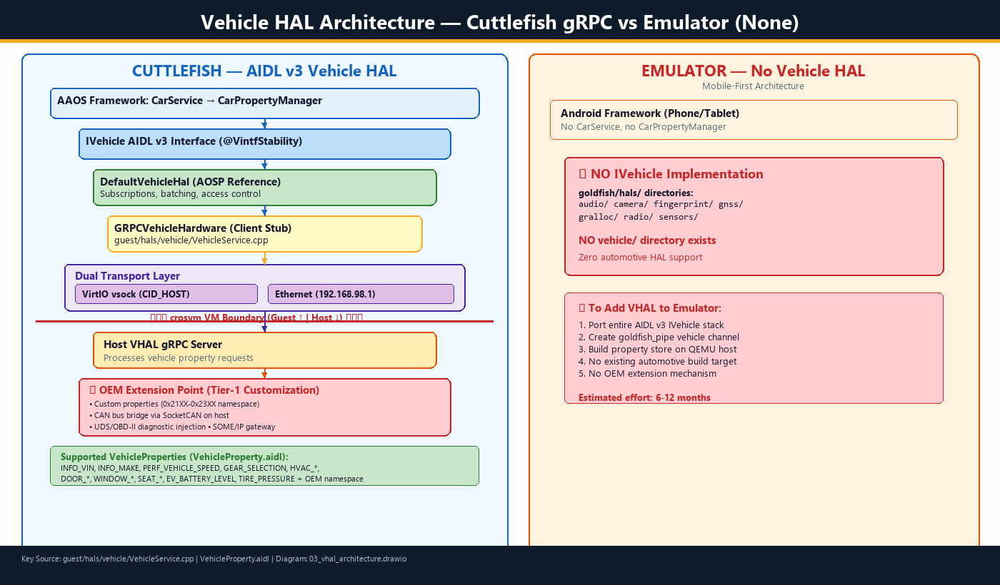 Vehicle HAL Architecture — Cuttlefish gRPC vs Emulator (None)
CUTTLEFISH — AIDL v3 Vehicle HAL
AAOS Framework: CarService → CarPropertyManager
IVehicle AIDL v3 Interface (@VintfStability)
DefaultVehicleHal (AOSP Reference)
Subscriptions, batching, access control
GRPCVehicleHardware (Client Stub)
guest/hals/vehicle/VehicleService.cpp
Dual Transport Layer
VirtIO vsock (CID_HOST)
Ethernet (192.168.98.1)
crosvm VM Boundary (Guest ↑ | Host ↓)
Host VHAL gRPC Server
Processes vehicle property requests
OEM Extension Point (Tier-1 Customization)
• Custom properties (0x21XX-0x23XX namespace)
• CAN bus bridge via SocketCAN on host
• UDS/OBD-II diagnostic injection • SOME/IP gateway
Supported VehicleProperties (VehicleProperty.aidl):
INFO_VIN, INFO_MAKE, PERF_VEHICLE_SPEED, GEAR_SELECTION, HVAC_*,
DOOR_*, WINDOW_*, SEAT_*, EV_BATTERY_LEVEL, TIRE_PRESSURE + OEM namespace
EMULATOR — No Vehicle HAL
Mobile-First Architecture
Android Framework (Phone/Tablet)
No CarService, no CarPropertyManager
NO IVehicle Implementation
goldfish/hals/ directories:
audio/ camera/ fingerprint/ gnss/
gralloc/ radio/ sensors/
NO vehicle/ directory exists
Zero automotive HAL support
To Add VHAL to Emulator:
1. Port entire AIDL v3 IVehicle stack
2. Create goldfish_pipe vehicle channel
3. Build property store on QEMU host
4. No existing automotive build target
5. No OEM extension mechanism
Estimated effort: 6-12 months
Key Source: guest/hals/vehicle/VehicleService.cpp | VehicleProperty.aidl | Diagram: 03_vhal_architecture.drawio